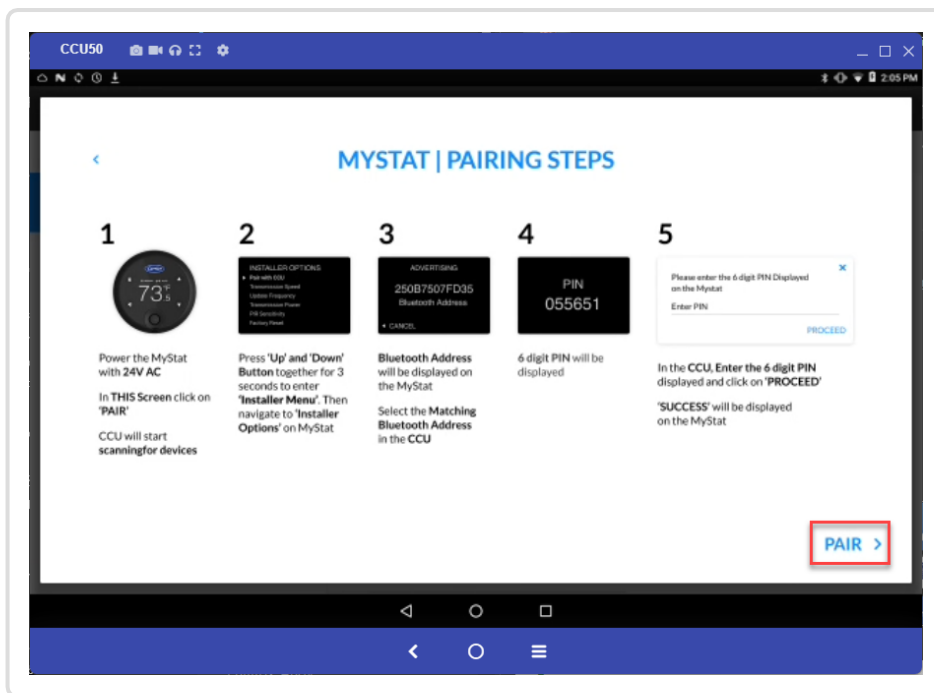 CCU50
2:05 PM
MYSTAT | PAIRING STEPS
1
Carrier
73.5 °F
Power the MyStat
with 24V AC
In THIS Screen click on
'PAIR'
CCU will start
scanningfor devices
2
INSTALLER OPTIONS
Pair with CCU
Transmission Speed
Update Frequency
Transmission Power
PIR Sensitivity
Factory Reset
Press 'Up' and 'Down'
Button together for 3
seconds to enter
'Installer Menu'. Then
navigate to 'Installer
Options' on MyStat
3
ADVERTISING
250B7507FD35
Bluetooth Address
CANCEL
Bluetooth Address
will be displayed on
the MyStat
Select the Matching
Bluetooth Address
in the CCU
4
PIN
055651
6 digit PIN will be
displayed
5
Please enter the 6 digit PIN Displayed
on the Mystat
Enter PIN
PROCEED
In the CCU, Enter the 6 digit PIN
displayed and click on 'PROCEED'
'SUCCESS' will be displayed
on the MyStat
PAIR